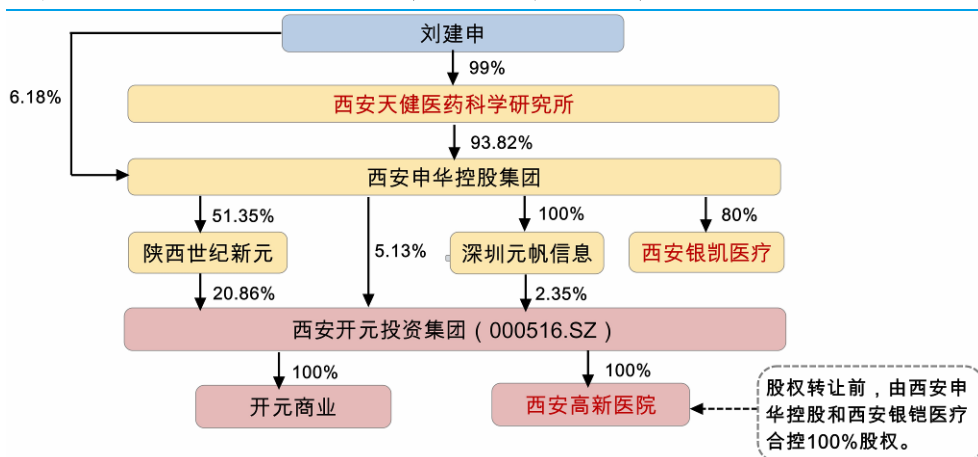 刘建申
99%
6.18%
西安天健医药科学研究所
93.82%
西安申华控股集团
51.35%
5.13%
100%
80%
陕西世纪新元
深圳元帆信息
西安银凯医疗
20.86%
2.35%
西安开元投资集团（000516.SZ）
100%
100%
开元商业
西安高新医院
股权转让前，由西安申
华控股和西安银铠医疗
合控100%股权。